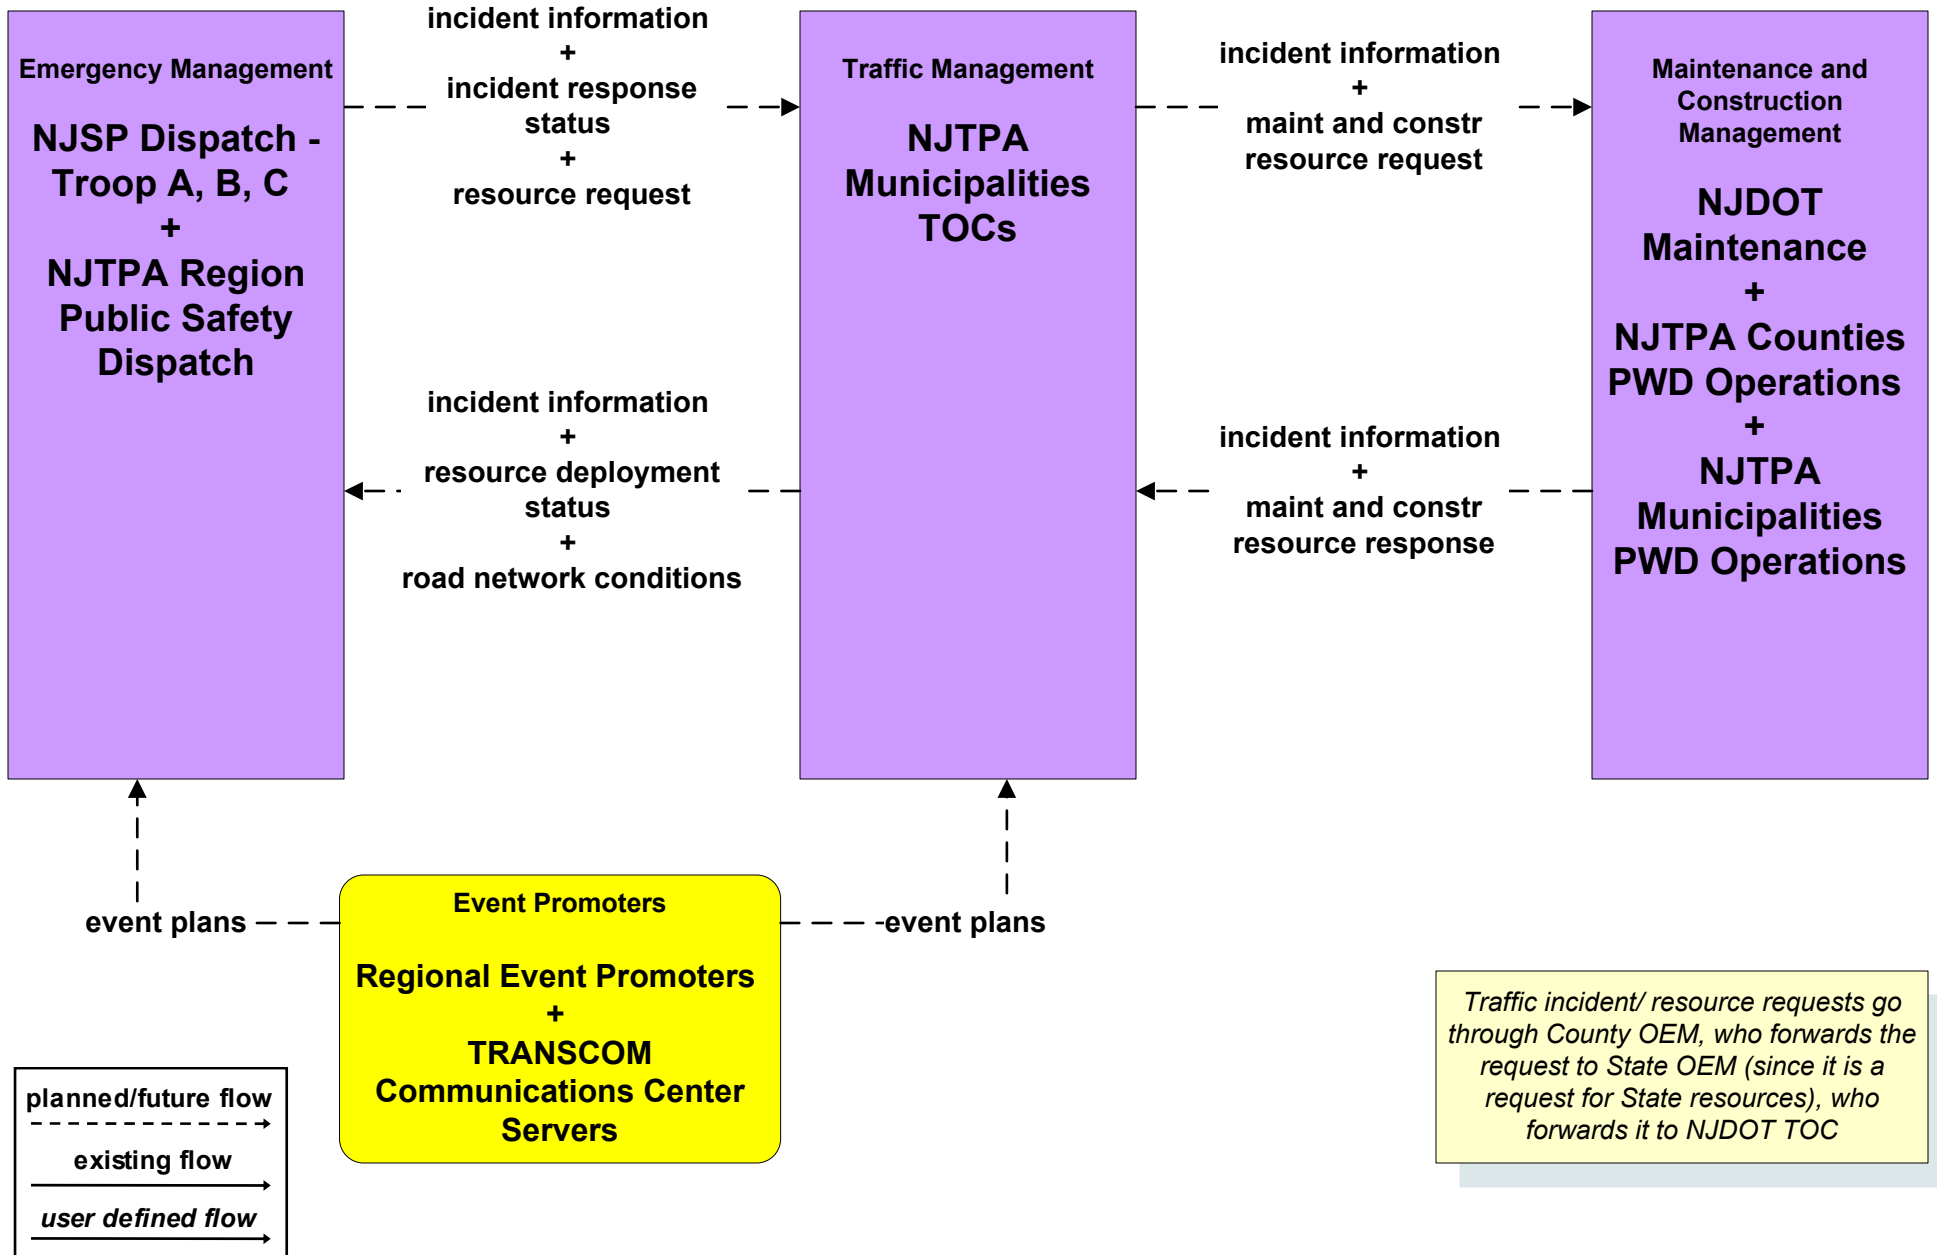 Emergency Management
NJSP Dispatch -
Troop A, B, C
+
NJTPA Region
Public Safety
Dispatch
incident information
+
incident response
status
+
resource request
incident information
+
resource deployment
status
+
road network conditions
Traffic Management
NJTPA
Municipalities
TOCs
incident information
+
maint and constr
resource request
incident information
+
maint and constr
resource response
Maintenance and
Construction
Management
NJDOT
Maintenance
+
NJTPA Counties
PWD Operations
+
NJTPA
Municipalities
PWD Operations
event plans
Event Promoters
Regional Event Promoters
+
TRANSCOM
Communications Center
Servers
event plans
Traffic incident/ resource requests go
through County OEM, who forwards the
request to State OEM (since it is a
request for State resources), who
forwards it to NJDOT TOC
planned/future flow
existing flow
user defined flow